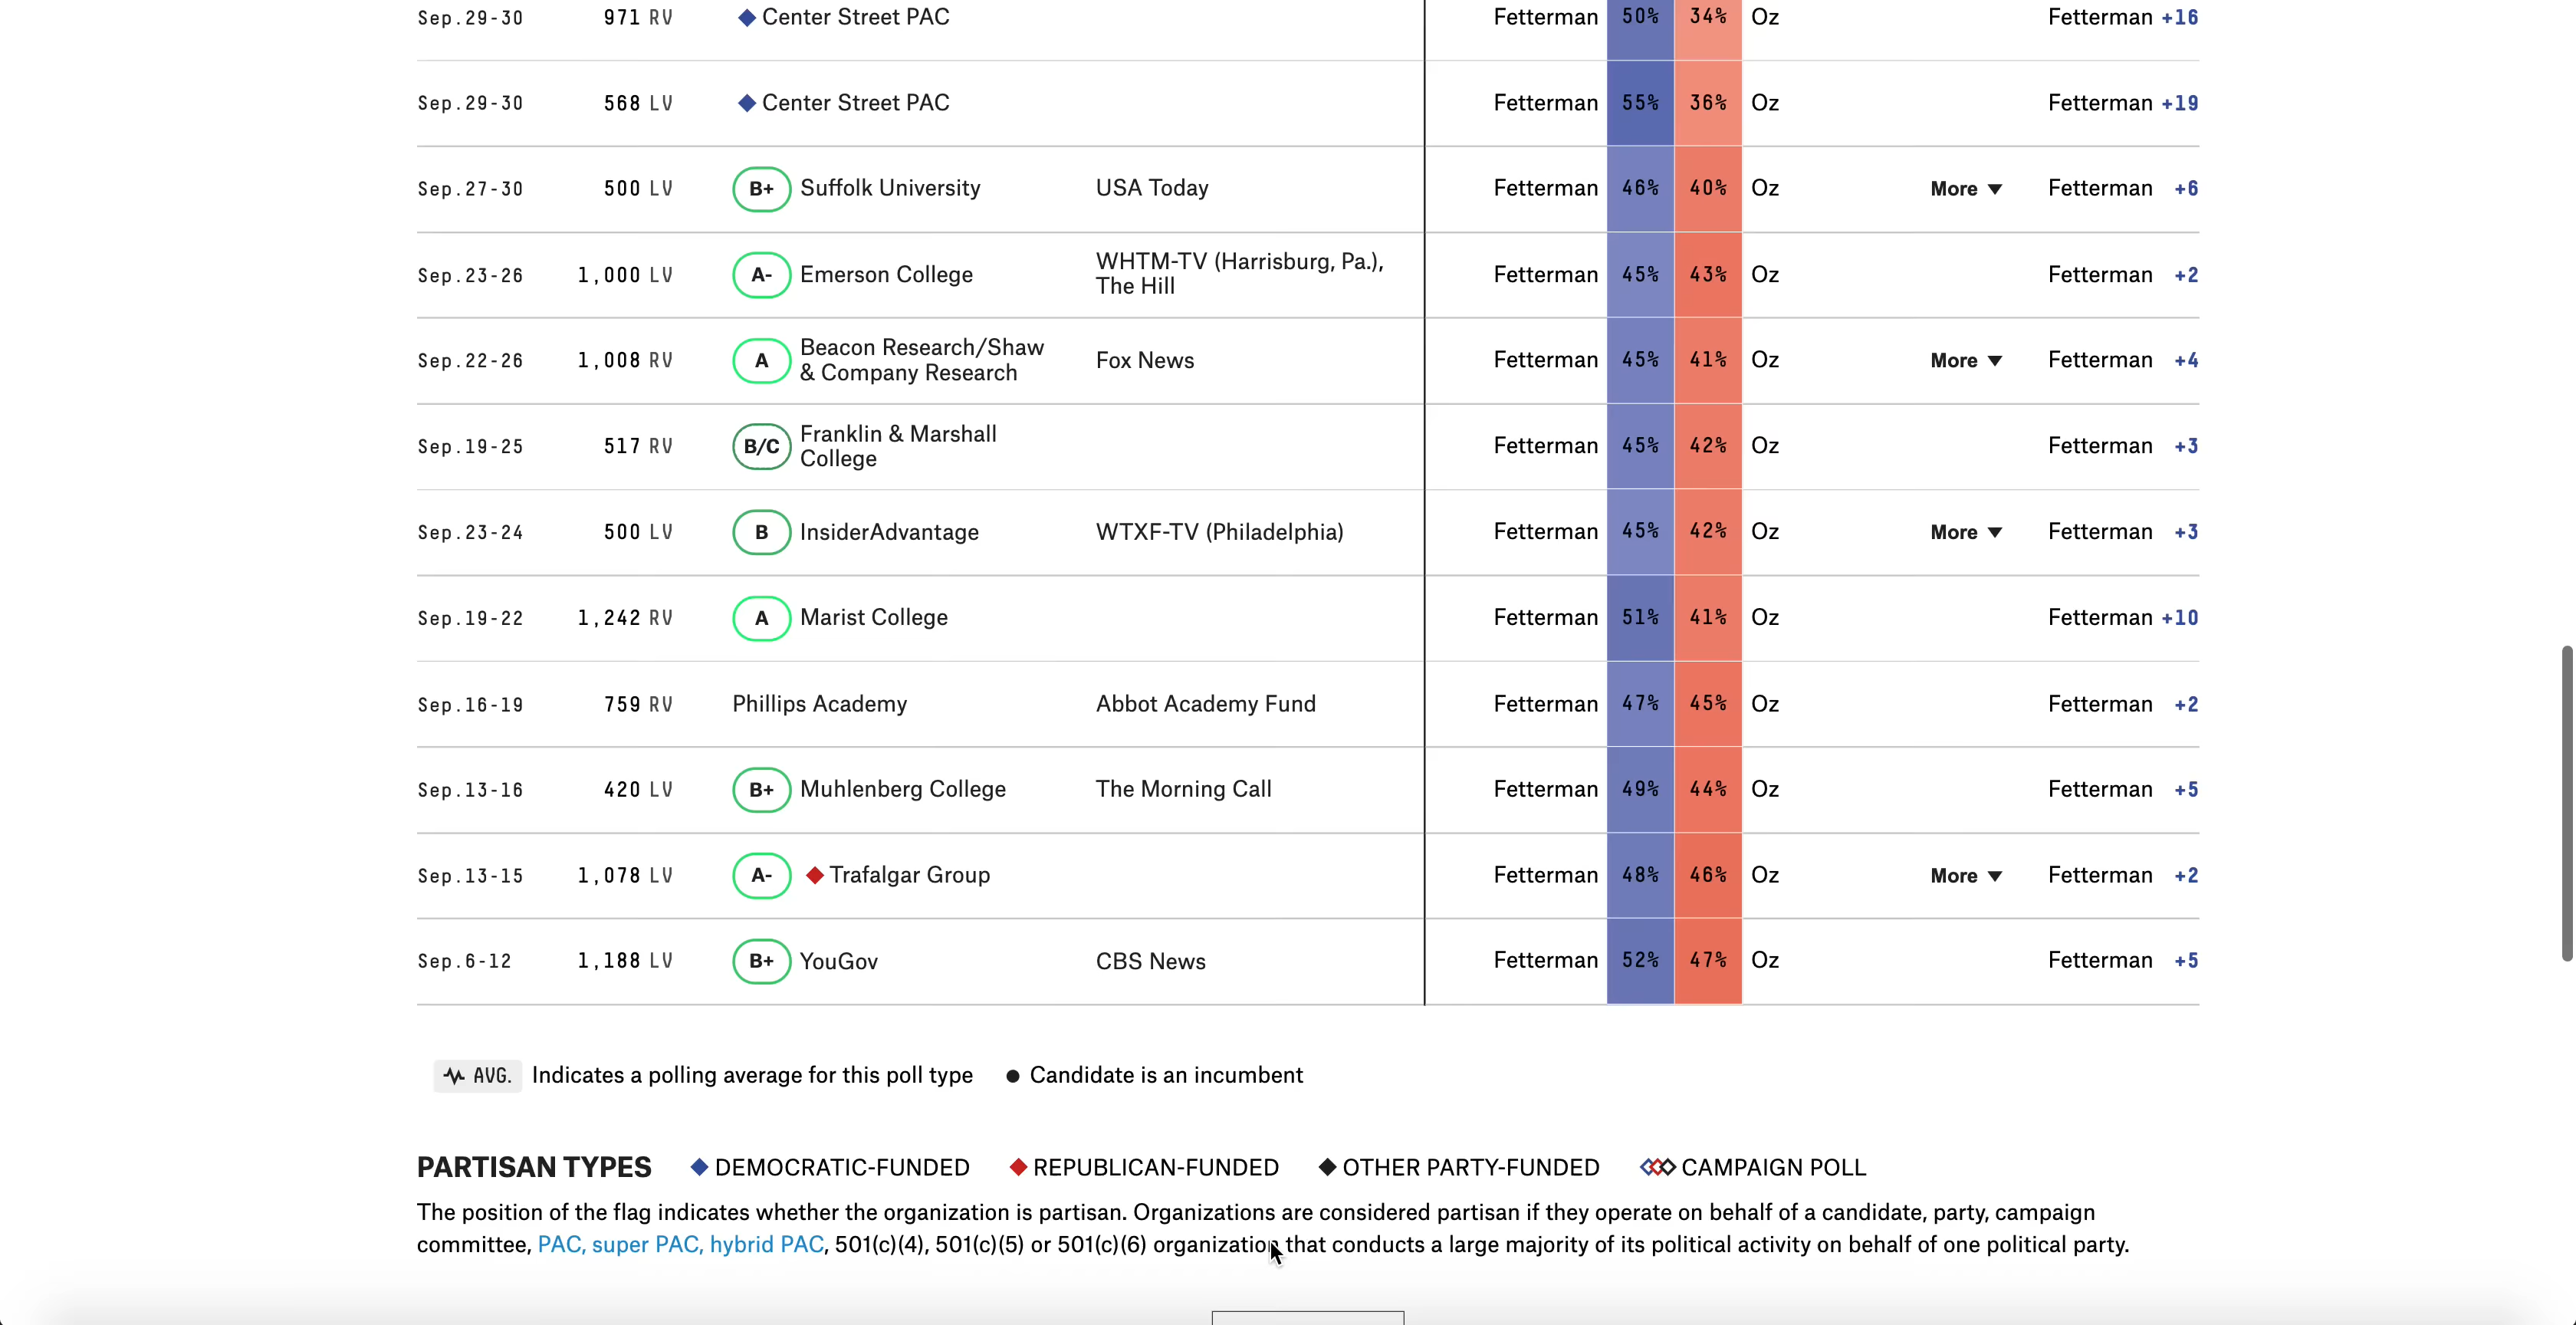 Sep.29-30 971 RV Center Street PAC Fetterman 50% 34% Oz Fetterman +16
Sep.29-30 568 LV Center Street PAC Fetterman 55% 36% Oz Fetterman +19
Sep.27-30 500 LV B+ Suffolk University USA Today Fetterman 46% 40% Oz More ▼ Fetterman +6
Sep.23-26 1,000 LV A- Emerson College WHTM-TV (Harrisburg, Pa.),
The Hill Fetterman 45% 43% Oz Fetterman +2
Sep.22-26 1,008 RV A Beacon Research/Shaw
& Company Research Fox News Fetterman 45% 41% Oz More ▼ Fetterman +4
Sep.19-25 517 RV B/C Franklin & Marshall
College Fetterman 45% 42% Oz Fetterman +3
Sep.23-24 500 LV B InsiderAdvantage WTXF-TV (Philadelphia) Fetterman 45% 42% Oz More ▼ Fetterman +3
Sep.19-22 1,242 RV A Marist College Fetterman 51% 41% Oz Fetterman +10
Sep.16-19 759 RV Phillips Academy Abbot Academy Fund Fetterman 47% 45% Oz Fetterman +2
Sep.13-16 420 LV B+ Muhlenberg College The Morning Call Fetterman 49% 44% Oz Fetterman +5
Sep.13-15 1,078 LV A- Trafalgar Group Fetterman 48% 46% Oz More ▼ Fetterman +2
Sep.6-12 1,188 LV B+ YouGov CBS News Fetterman 52% 47% Oz Fetterman +5
AVG. Indicates a polling average for this poll type ● Candidate is an incumbent
PARTISAN TYPES ◆ DEMOCRATIC-FUNDED ◆ REPUBLICAN-FUNDED ◆ OTHER PARTY-FUNDED CAMPAIGN POLL
The position of the flag indicates whether the organization is partisan. Organizations are considered partisan if they operate on behalf of a candidate, party, campaign
committee, PAC, super PAC, hybrid PAC, 501(c)(4), 501(c)(5) or 501(c)(6) organization that conducts a large majority of its political activity on behalf of one political party.